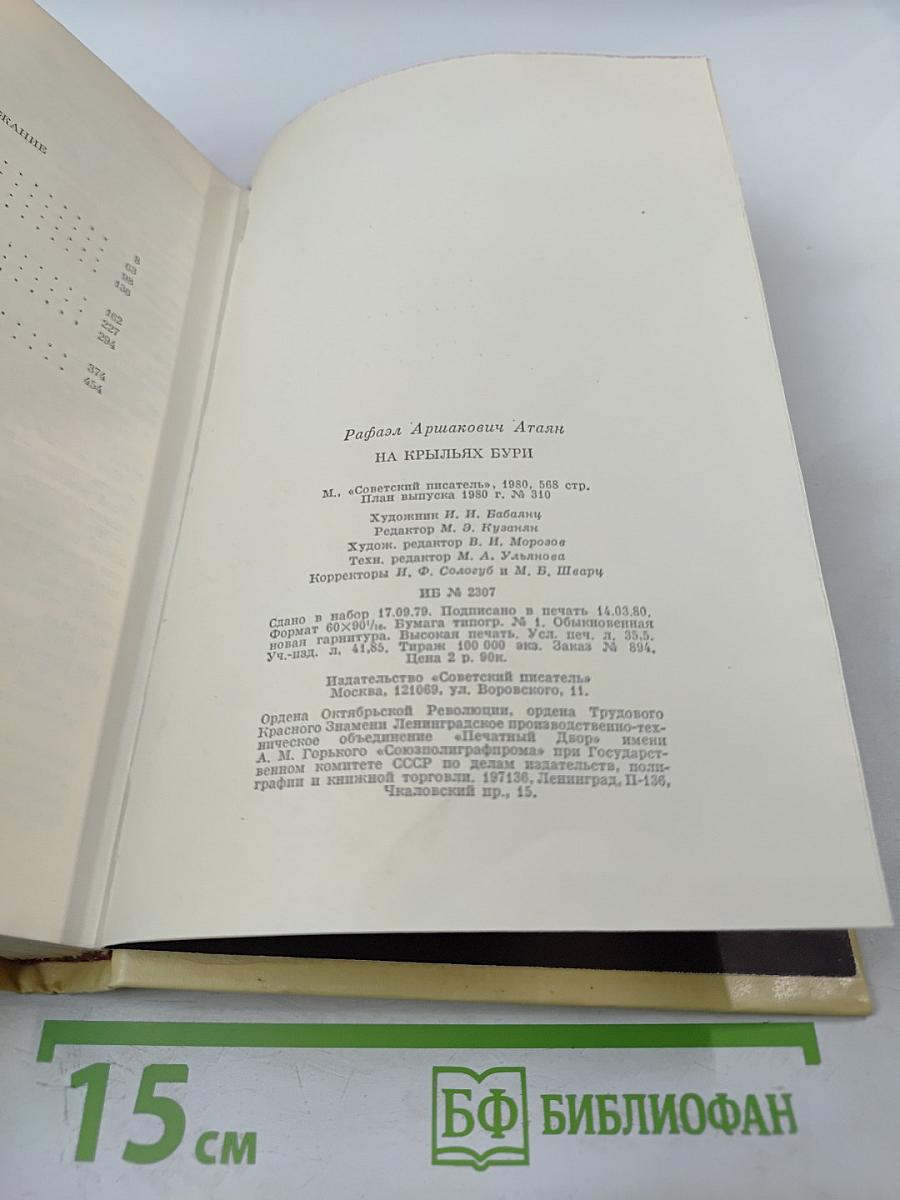 ЖАНИЕ
8
63
98
138
162
227
294
374
454
Рафаэл Аршакович Атаян
НА КРЫЛЬЯХ БУРИ
М., «Советский писатель», 1980, 568 стр.
План выпуска 1980 г. № 310
Художник И. И. Бабаянц
Редактор М. Э. Кузанян
Худож. редактор В. И. Морозов
Техн. редактор М. А. Ульянова
Корректоры И. Ф. Сологуб и М. Б. Шварц
ИБ № 2307
Сдано в набор 17.09.79. Подписано в печать 14.03.80.
Формат 60×90¹/₁₆. Бумага типогр. № 1. Обыкновенная
новая гарнитура. Высокая печать. Усл. печ. л. 35,5.
Уч.-изд. л. 41,85. Тираж 100 000 экз. Заказ № 894.
Цена 2 р. 90к.
Издательство «Советский писатель»
Москва, 121069, ул. Воровского, 11.
Ордена Октябрьской Революции, ордена Трудового
Красного Знамени Ленинградское производственно-тех-
ническое объединение «Печатный Двор» имени
А. М. Горького «Союзполиграфпрома» при Государст-
венном комитете СССР по делам издательств, поли-
графии и книжной торговли. 197136, Ленинград, П-136,
Чкаловский пр., 15.
15 см
БФ БИБЛИОФАН